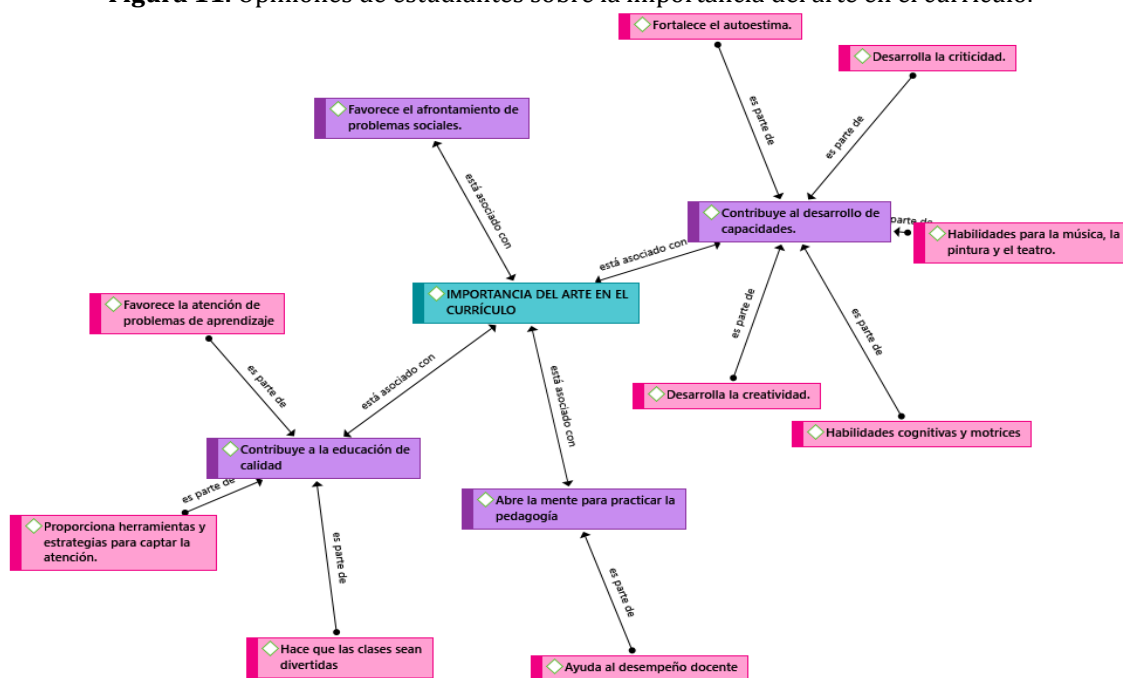 Figura 11. Opiniones de estudiantes sobre la importancia del arte en el currículo.
Fortalece el autoestima.
Desarrolla la criticidad.
es parte de
es parte de
Favorece el afrontamiento de
problemas sociales.
está asociado con
Contribuye al desarrollo de
capacidades.
parte de
Habilidades para la música, la
pintura y el teatro.
está asociado con
IMPORTANCIA DEL ARTE EN EL
CURRÍCULO
Favorece la atención de
problemas de aprendizaje
es parte de
está asociado con
está asociado con
es parte de
es parte de
Desarrolla la creatividad.
Habilidades cognitivas y motrices
Contribuye a la educación de
calidad
es parte de
Abre la mente para practicar la
pedagogía
Proporciona herramientas y
estrategias para captar la
atención.
es parte de
es parte de
Hace que las clases sean
divertidas
Ayuda al desempeño docente